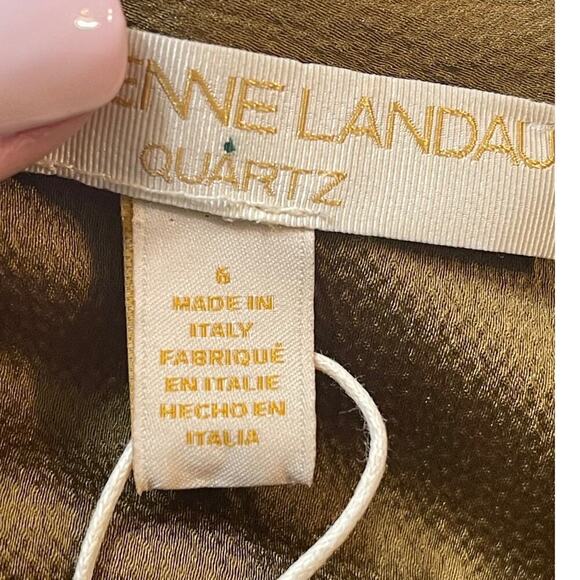 ENNE LANDAU
QUARTZ
6
MADE IN
ITALY
FABRIQUÉ
EN ITALIE
HECHO EN
ITALIA